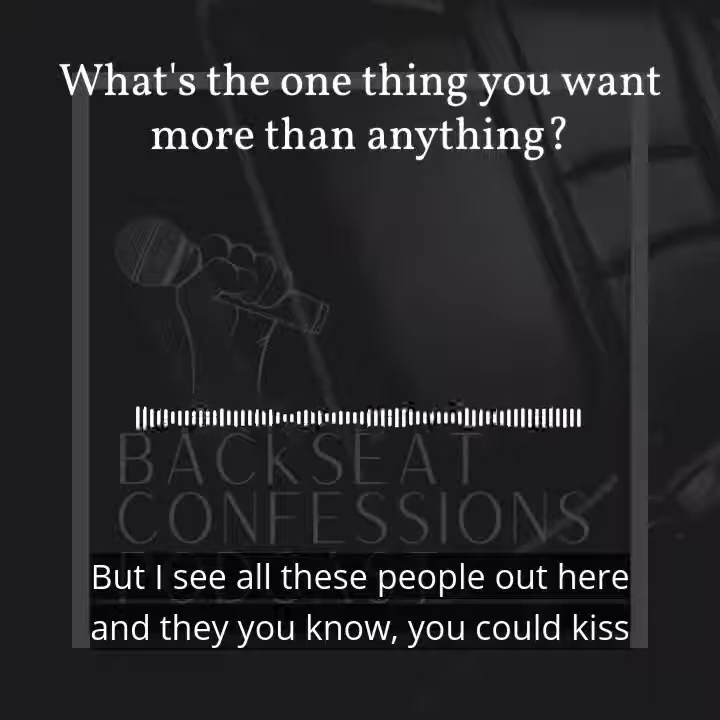 What's the one thing you want
more than anything?
BACKSEAT
CONFESSIONS
PODCAST
But I see all these people out here
and they you know, you could kiss